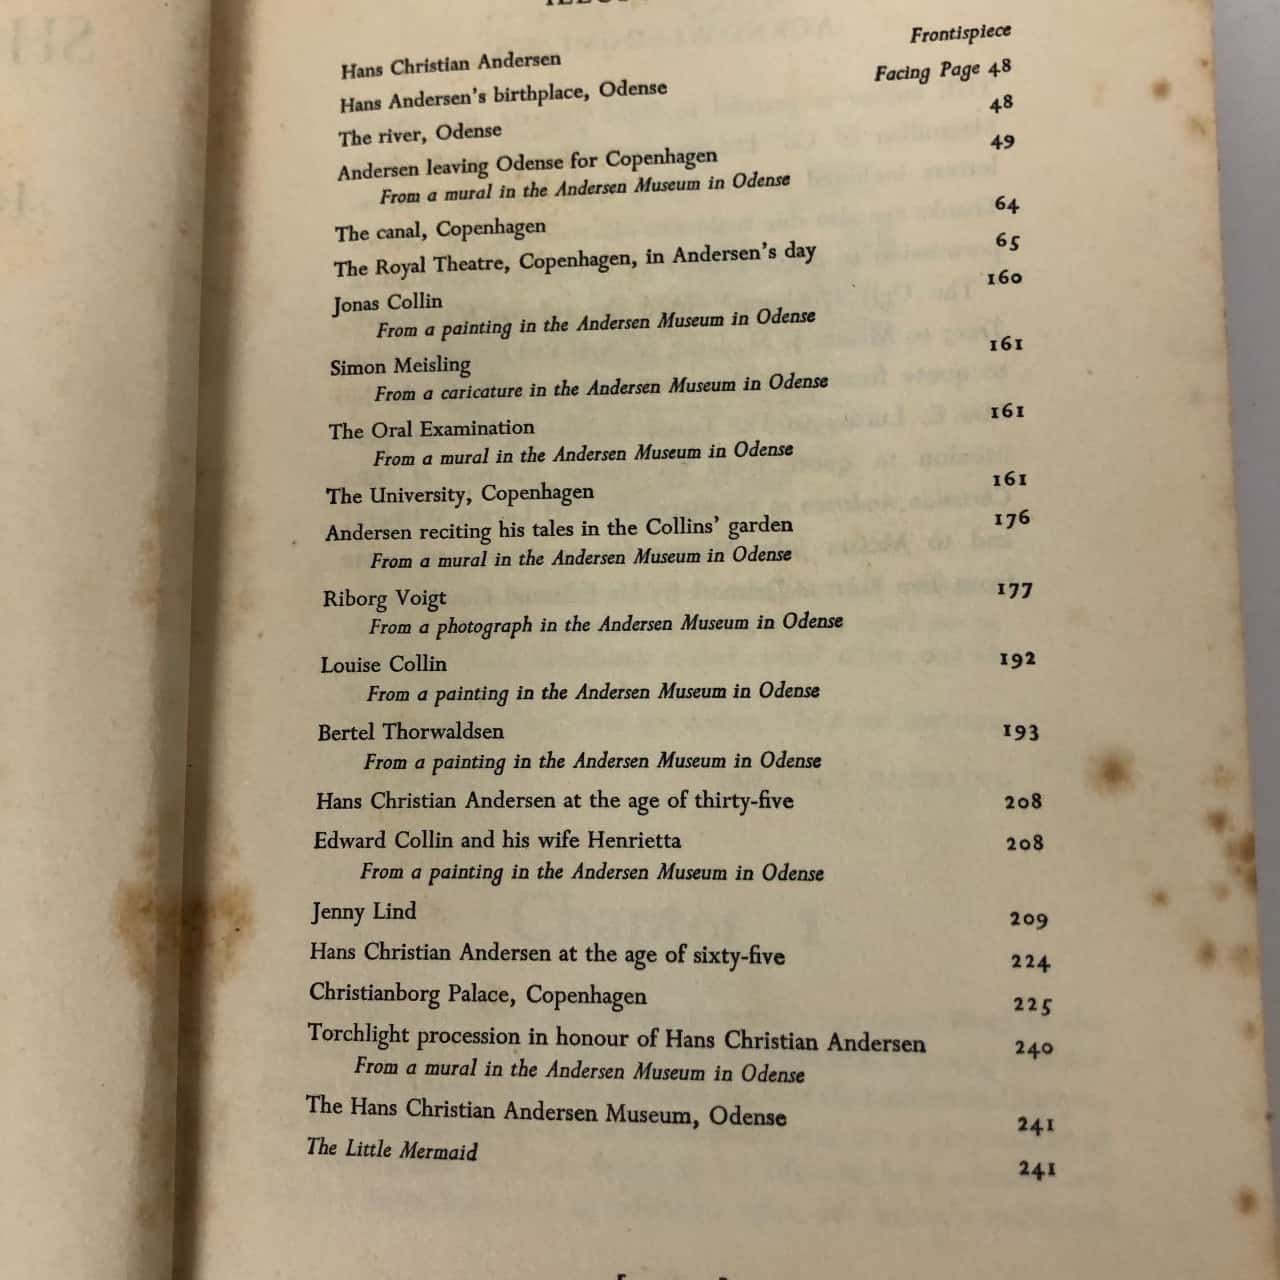 Hans Christian Andersen Frontispiece
Hans Andersen's birthplace, Odense Facing Page 48
The river, Odense 48
Andersen leaving Odense for Copenhagen 49
From a mural in the Andersen Museum in Odense
The canal, Copenhagen 64
The Royal Theatre, Copenhagen, in Andersen's day 65
Jonas Collin 160
From a painting in the Andersen Museum in Odense
Simon Meisling 161
From a caricature in the Andersen Museum in Odense
The Oral Examination 161
From a mural in the Andersen Museum in Odense
The University, Copenhagen 161
Andersen reciting his tales in the Collins' garden 176
From a mural in the Andersen Museum in Odense
Riborg Voigt 177
From a photograph in the Andersen Museum in Odense
Louise Collin 192
From a painting in the Andersen Museum in Odense
Bertel Thorwaldsen 193
From a painting in the Andersen Museum in Odense
Hans Christian Andersen at the age of thirty-five 208
Edward Collin and his wife Henrietta 208
From a painting in the Andersen Museum in Odense
Jenny Lind 209
Hans Christian Andersen at the age of sixty-five 224
Christianborg Palace, Copenhagen 225
Torchlight procession in honour of Hans Christian Andersen 240
From a mural in the Andersen Museum in Odense
The Hans Christian Andersen Museum, Odense 241
The Little Mermaid 241